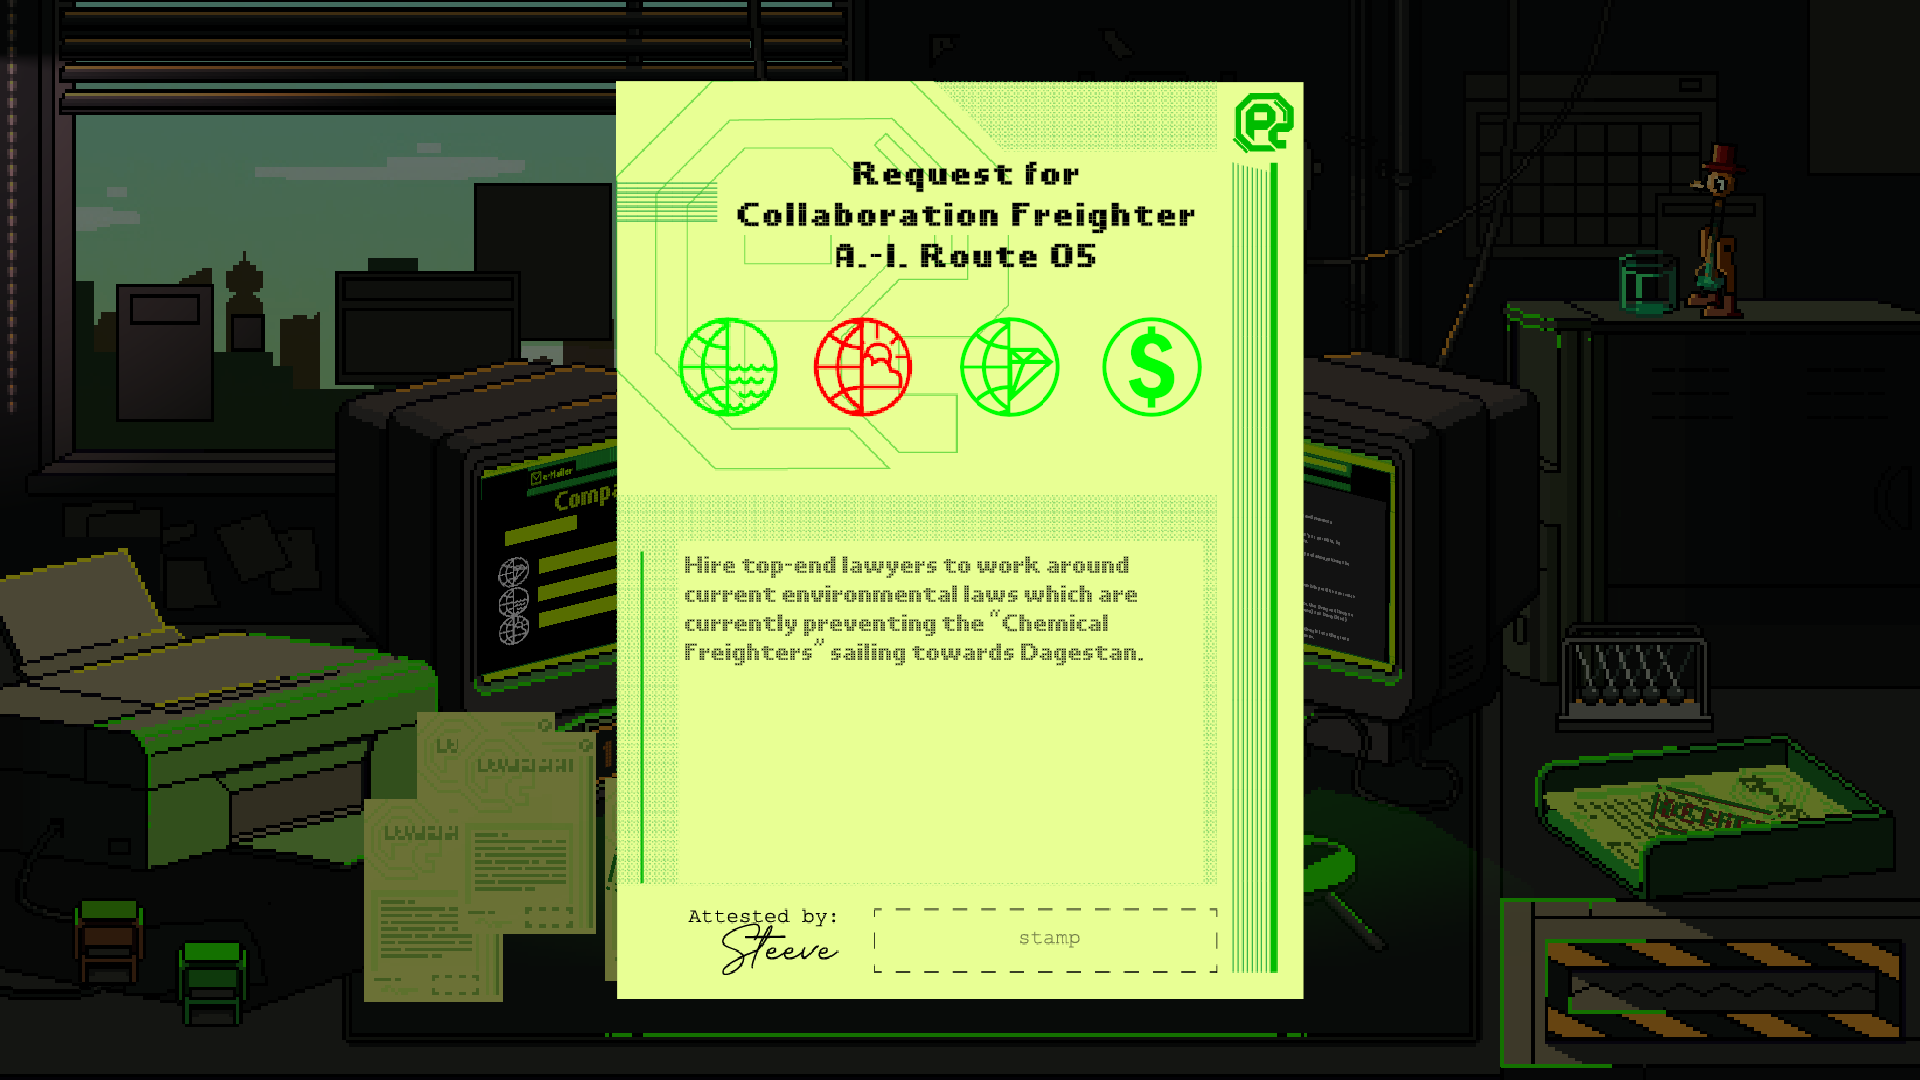 Request for
Collaboration Freighter
A.-I. Route 05
$
Hire top-end lawyers to work around
current environmental laws which are
currently preventing the "Chemical
Freighters" sailing towards Dagestan.
Attested by:
Steeve
stamp
e-Mailer